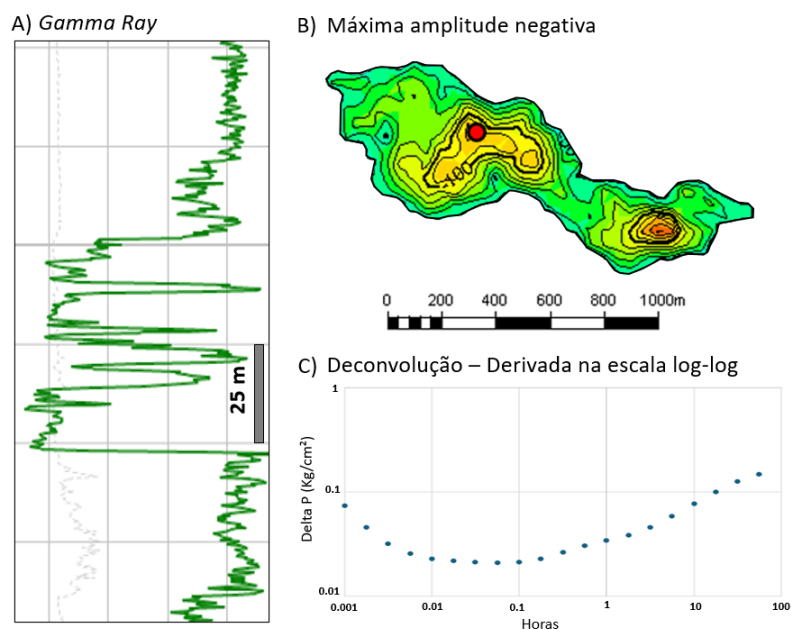 A) Gamma Ray
25 m
B) Máxima amplitude negativa
-400
0 200 400 600 800 1000m
C) Deconvolução – Derivada na escala log-log
Delta P (Kg/cm²)
1
0.1
0.01
0.001 0.01 0.1 1 10 100
Horas